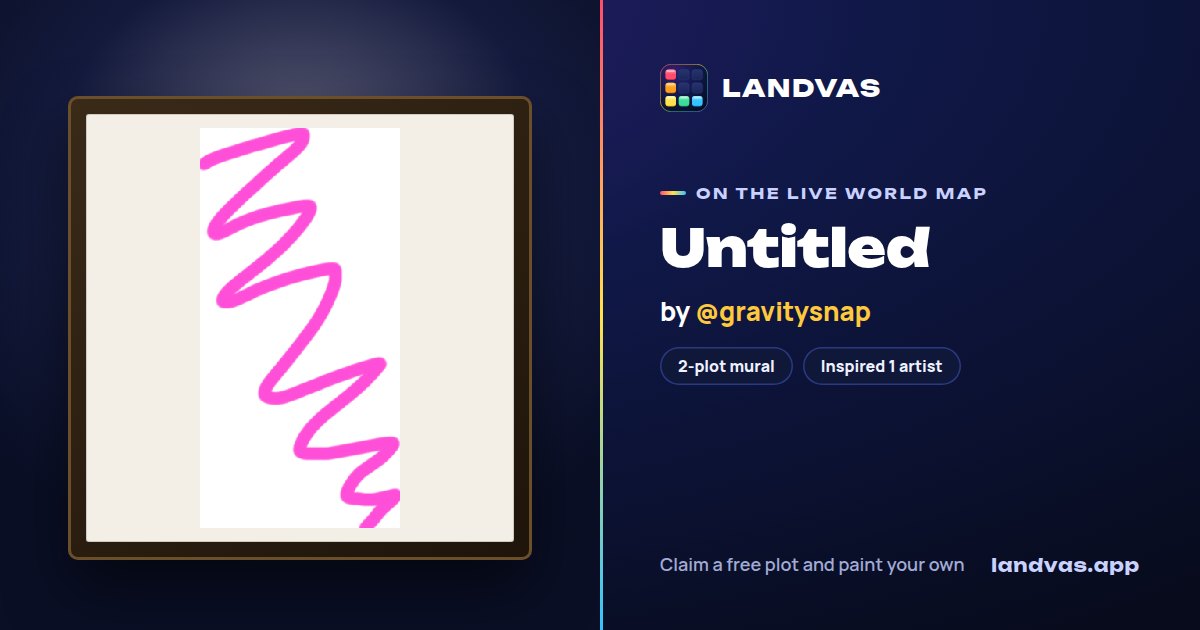 LANDVAS
ON THE LIVE WORLD MAP
Untitled
by @gravitysnap
2-plot mural
Inspired 1 artist
Claim a free plot and paint your own
landvas.app